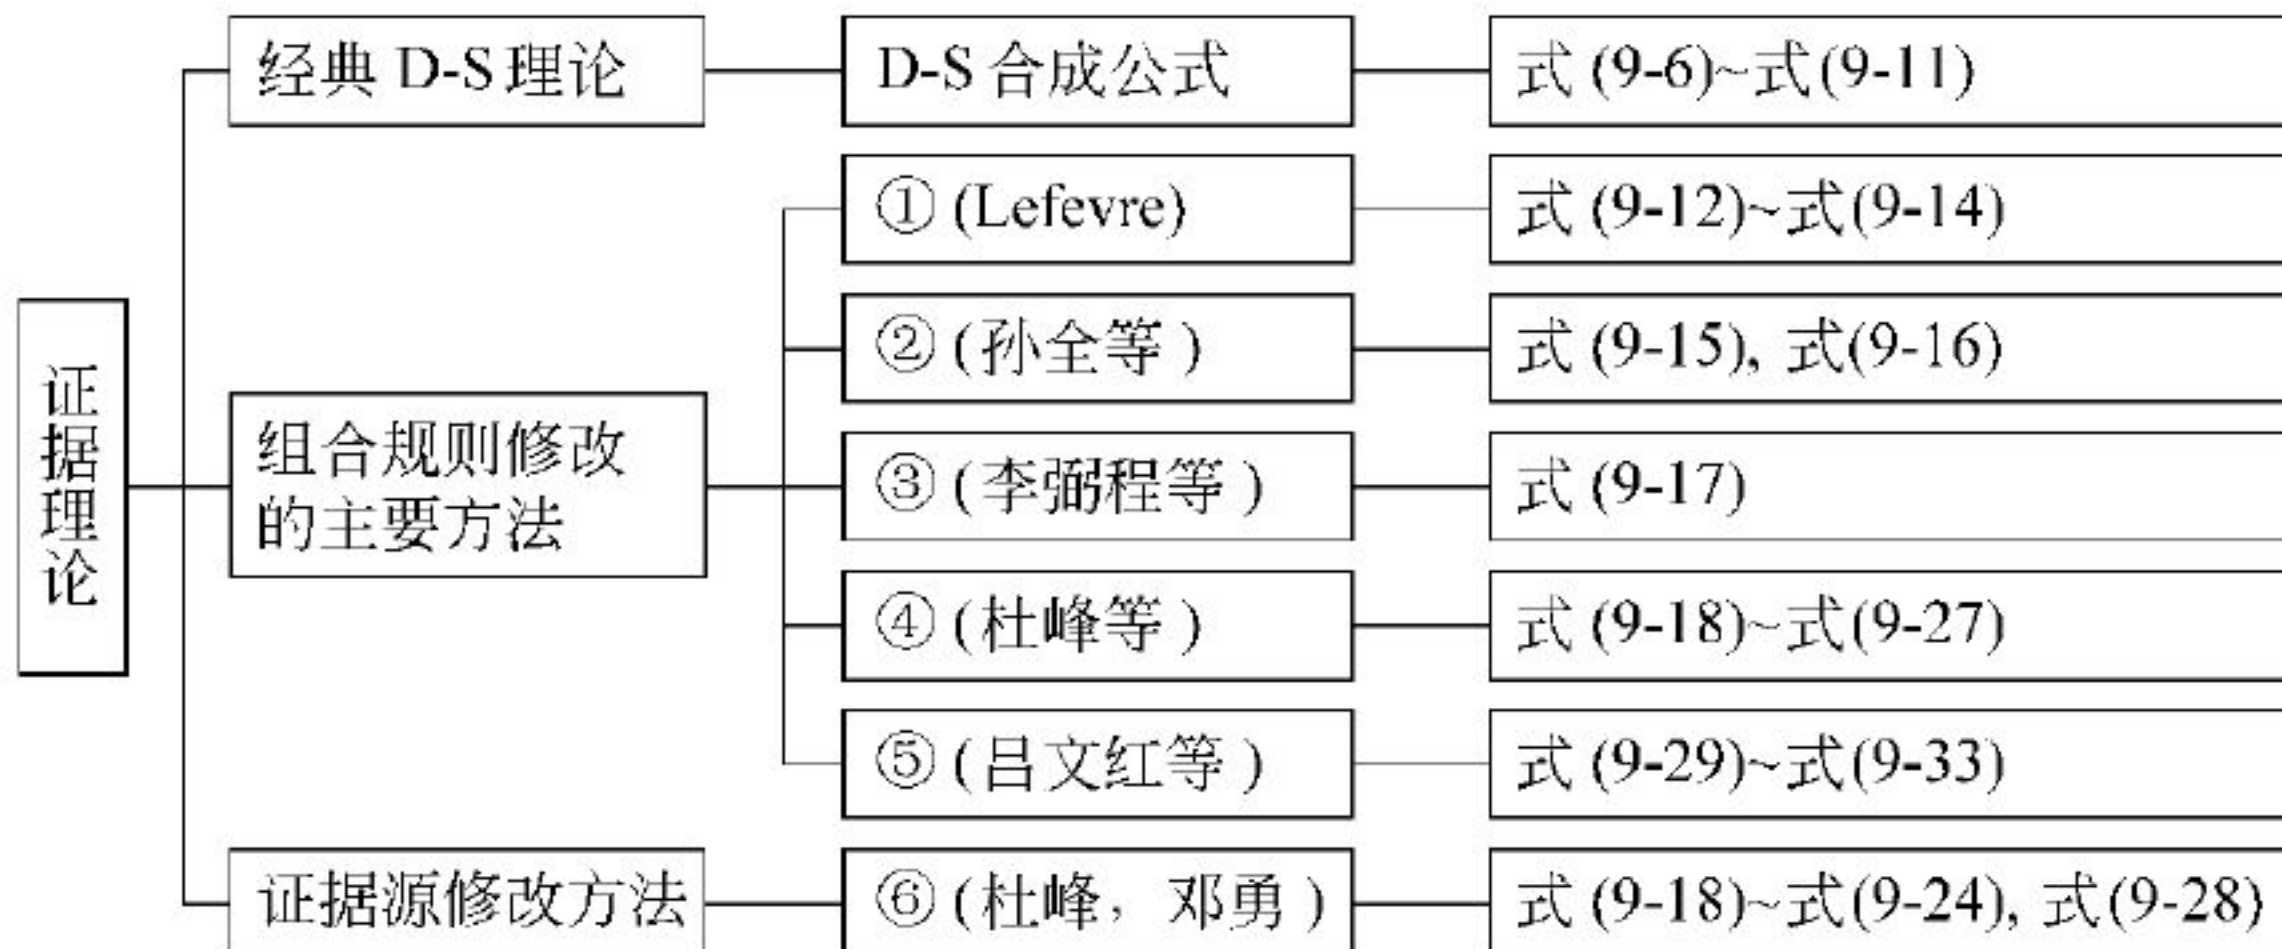 证据理论
经典 D-S 理论
D-S 合成公式
式 (9-6)~式(9-11)
组合规则修改
的主要方法
① (Lefevre)
式 (9-12)~式(9-14)
② (孙全等)
式 (9-15), 式(9-16)
③ (李弼程等)
式 (9-17)
④ (杜峰等)
式 (9-18)~式(9-27)
⑤ (吕文红等)
式 (9-29)~式(9-33)
证据源修改方法
⑥ (杜峰, 邓勇)
式 (9-18)~式(9-24), 式(9-28)